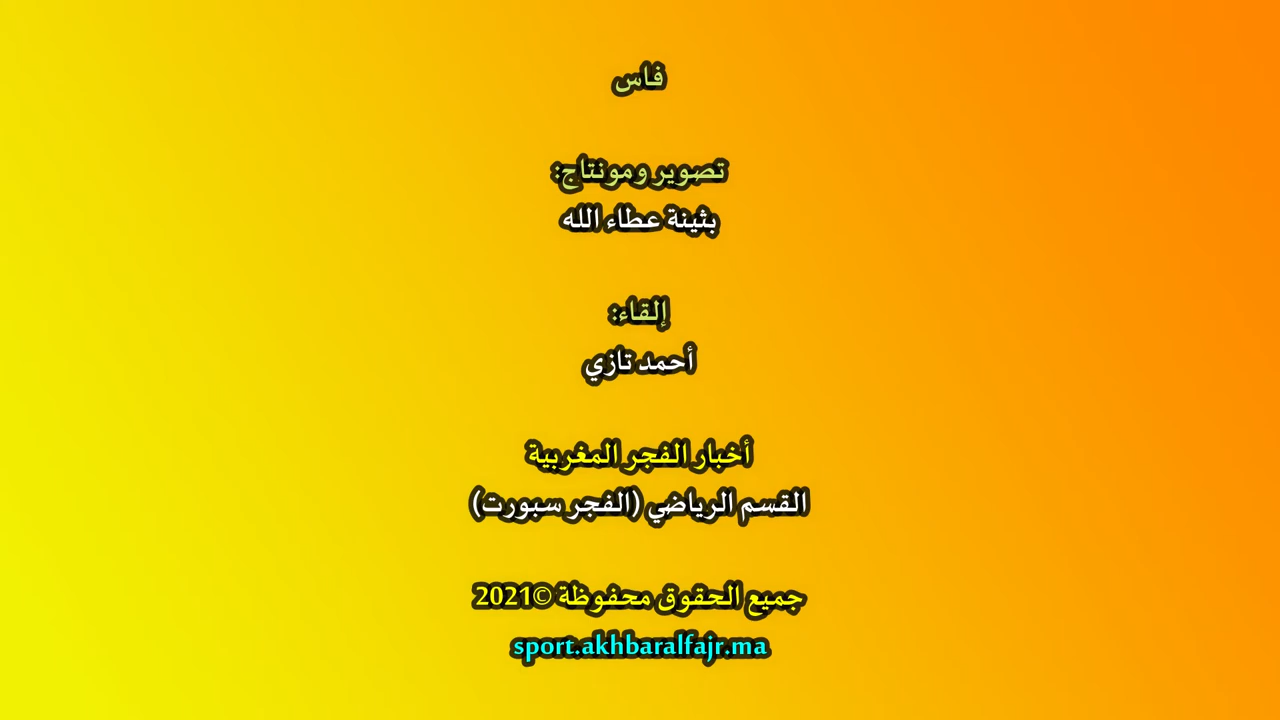 فاس
تصوير ومونتاج:
بثينة عطاء الله
إلقاء:
أحمد تازي
أخبار الفجر المغربية
القسم الرياضي (الفجر سبورت)
جميع الحقوق محفوظة ©2021
sport.akhbaralfajr.ma